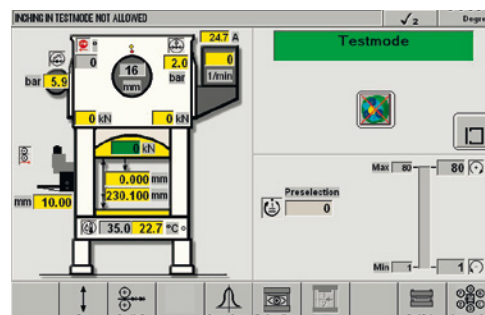 INCHING IN TESTMODE NOT ALLOWED
✓2
Degre
24.7 A
Testmode
0
16
mm
2.0
bar
0
1/min
bar 5.9
0 kN
0 kN
0 kN
0.000 mm
230.100 mm
mm 10.00
35.0 22.7 °C
Max 80
80
Preselection
0
Min 1
1